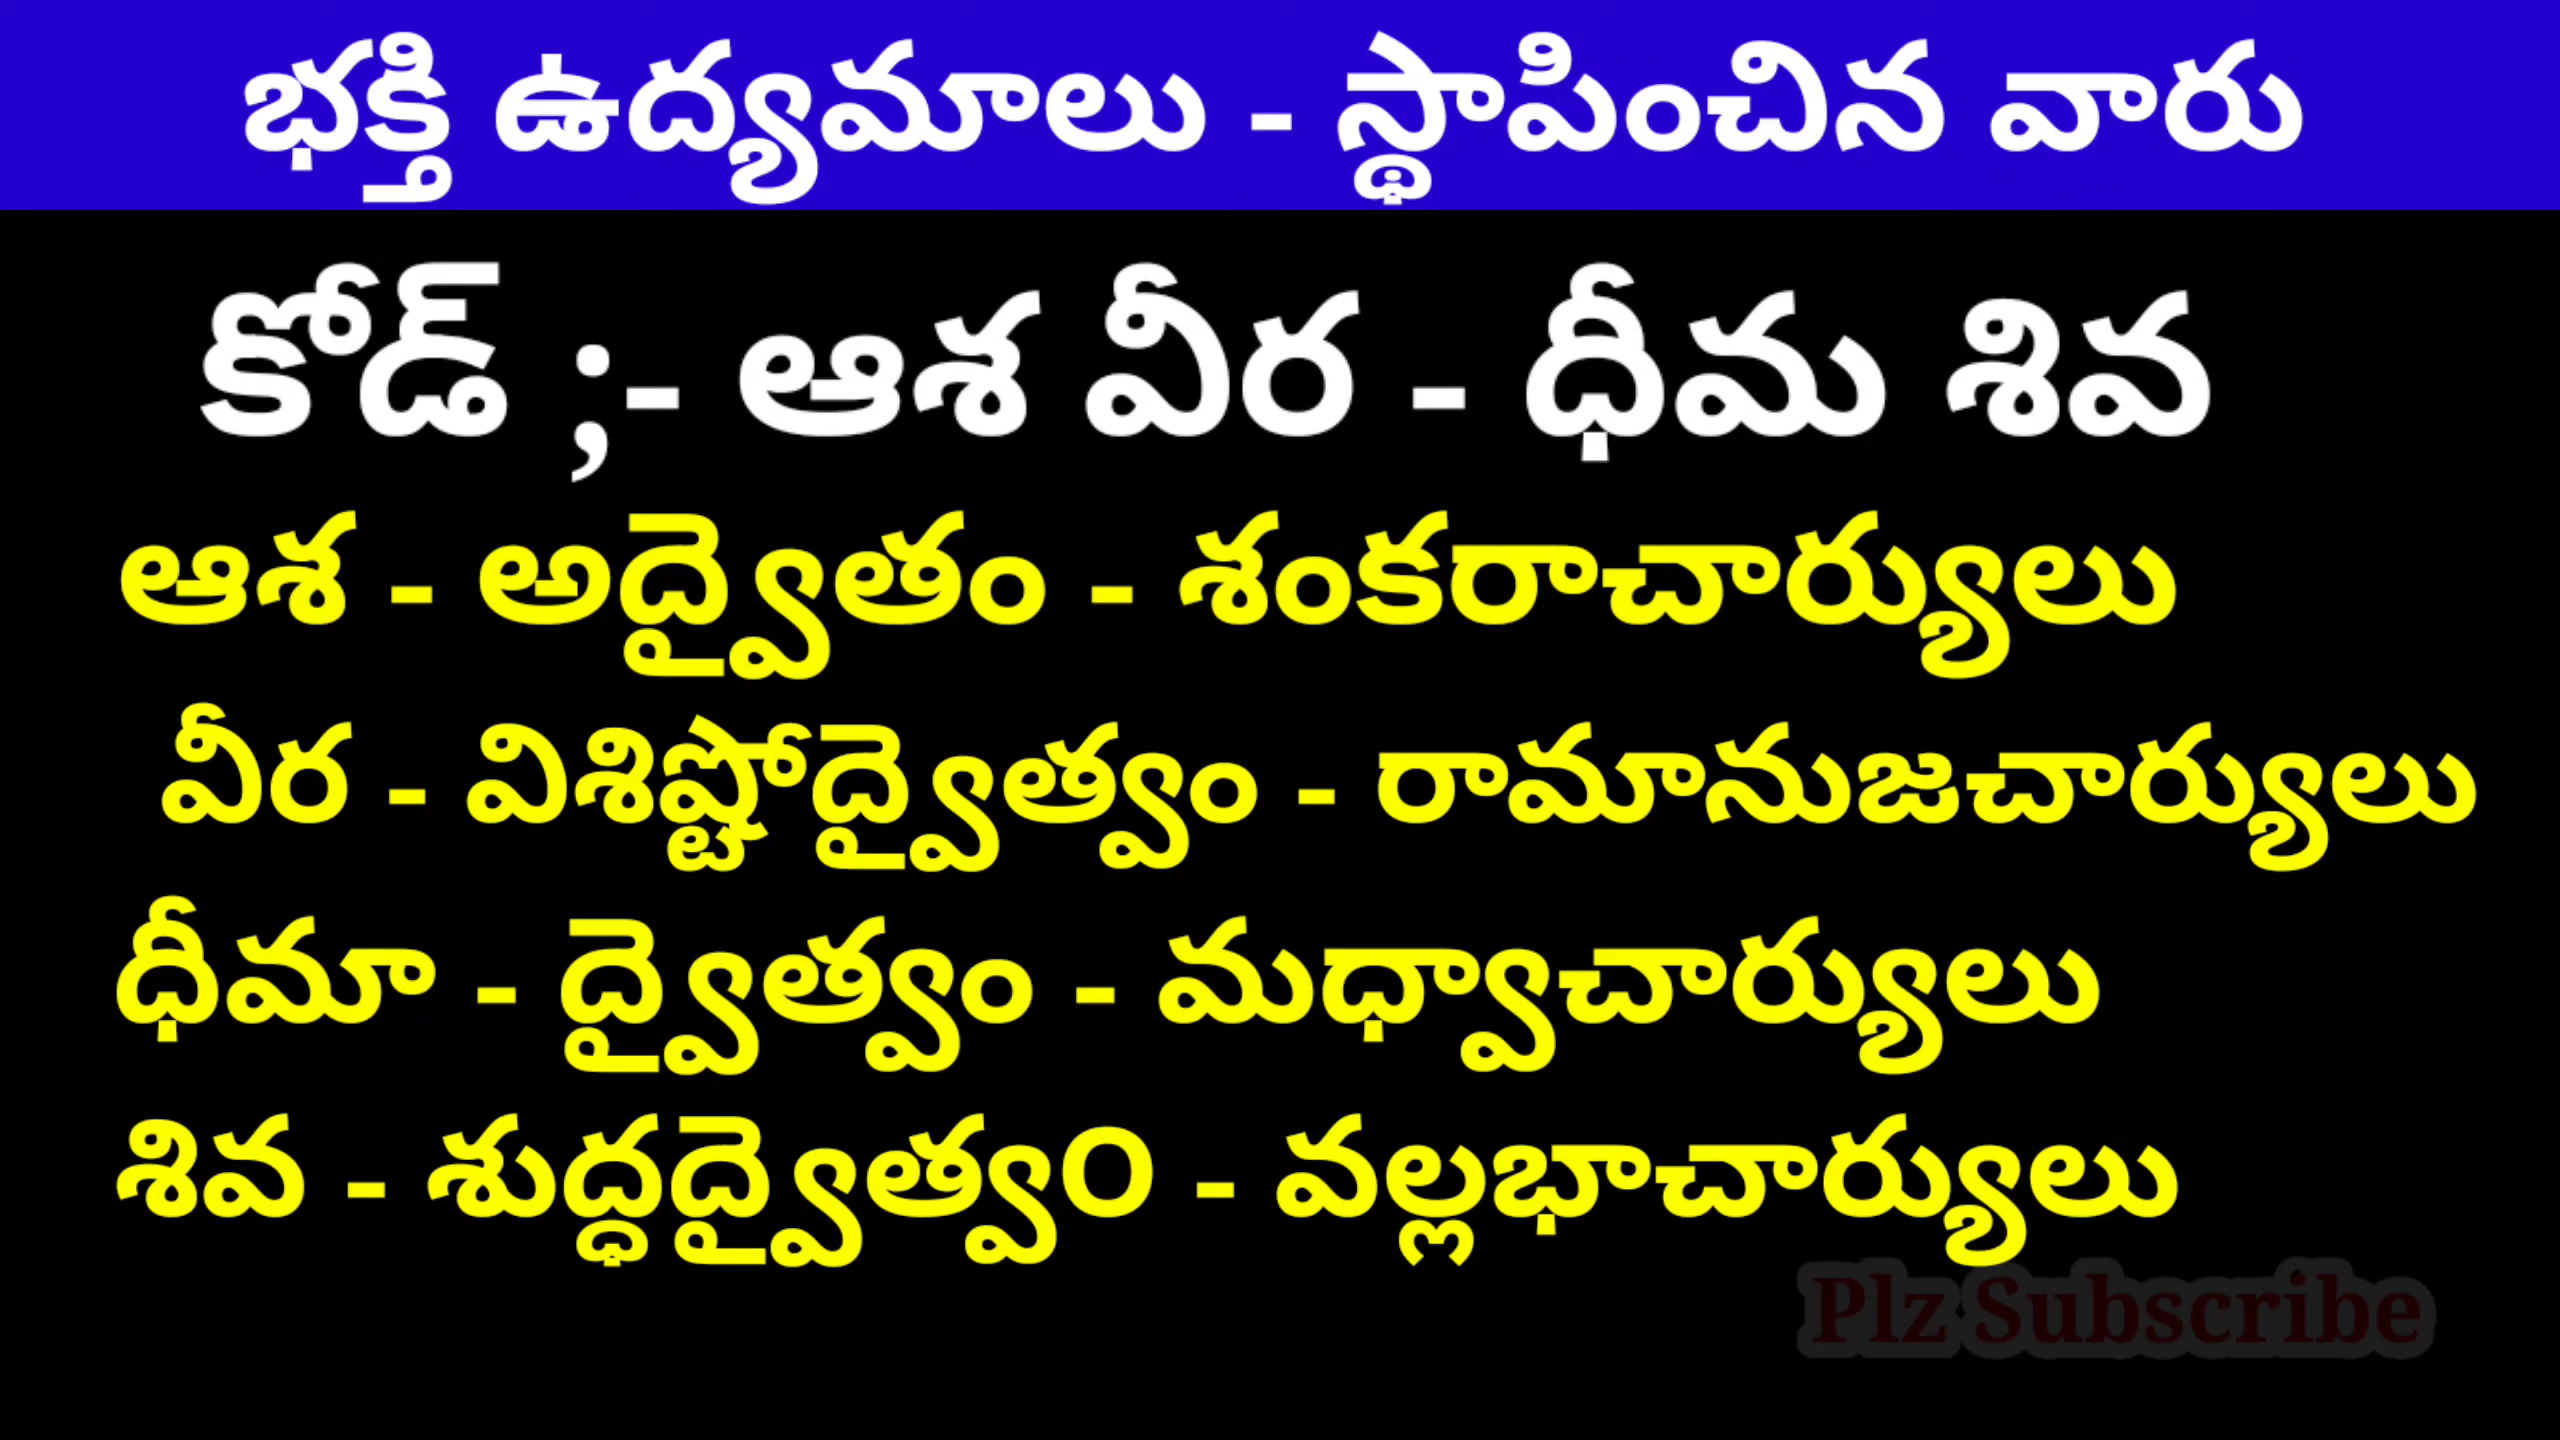 భక్తి ఉద్యమాలు - స్థాపించిన వారు
కోడ్ ;- ఆశ వీర - ధీమ శివ
ఆశ - అద్వైతం - శంకరాచార్యులు
వీర - విశిష్టోద్వైత్వం - రామానుజచార్యులు
ధీమా - ద్వైత్వం - మధ్వాచార్యులు
శివ - శుద్ధద్వైత్వం - వల్లభాచార్యులు
Plz Subscribe